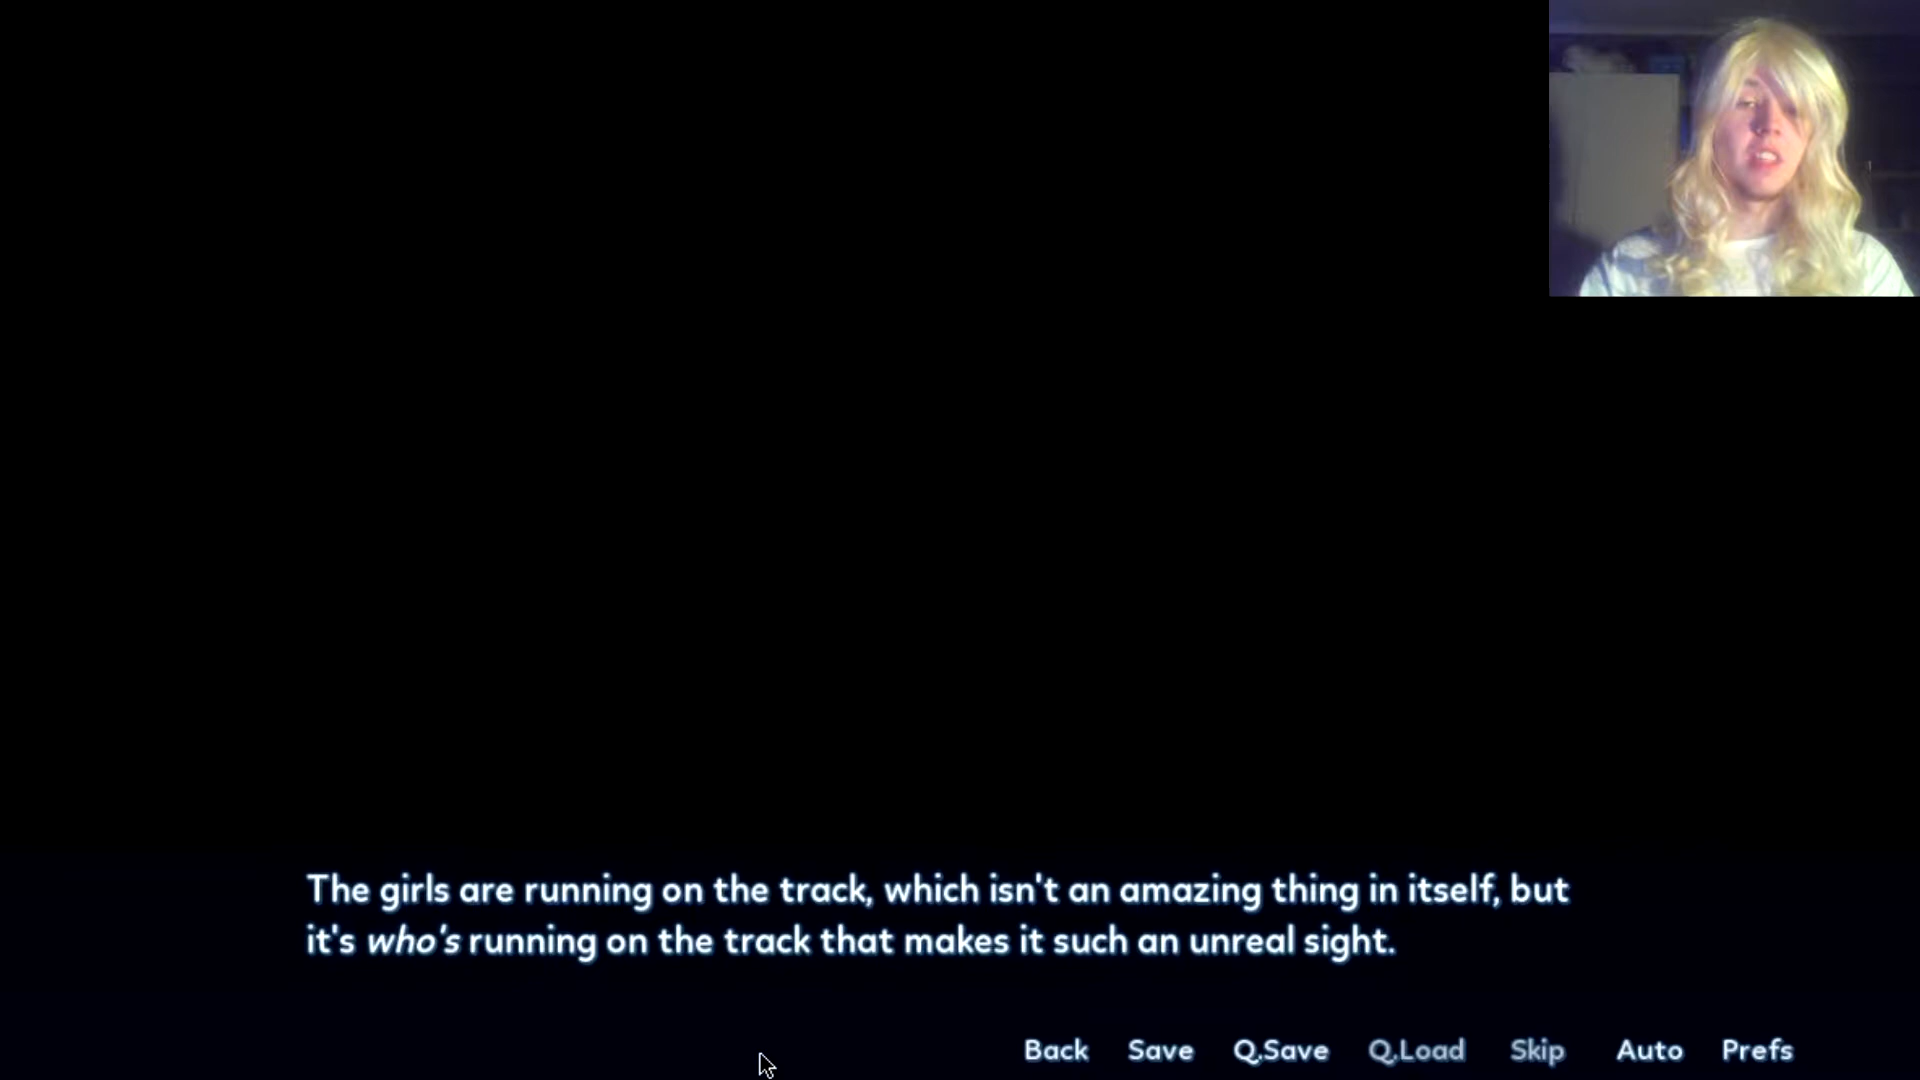 The girls are running on the track, which isn't an amazing thing in itself, but
it's who's running on the track that makes it such an unreal sight.
Back Save Q.Save Q.Load Skip Auto Prefs